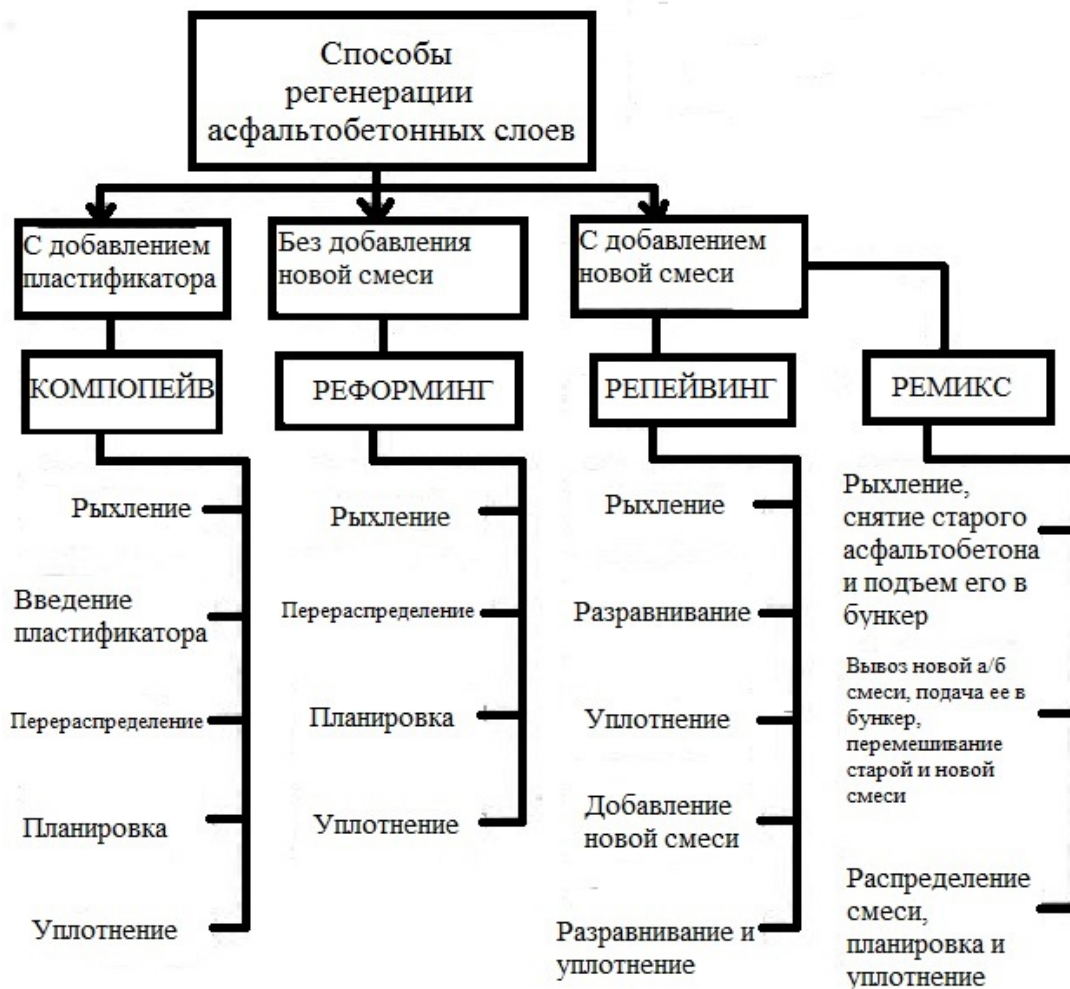 Способы
регенерации
асфальтобетонных слоев
С добавлением
пластификатора
Без добавления
новой смеси
С добавлением
новой смеси
КОМПОПЕЙВ
РЕФОРМИНГ
РЕПЕЙВИНГ
РЕМИКС
Рыхление
Введение
пластификатора
Перераспределение
Планировка
Уплотнение
Рыхление
Перераспределение
Планировка
Уплотнение
Рыхление
Разравнивание
Уплотнение
Добавление
новой смеси
Разравнивание и
уплотнение
Рыхление,
снятие старого
асфальтобетона
и подъем его в
бункер
Вывоз новой а/б
смеси, подача ее в
бункер,
перемешивание
старой и новой
смеси
Распределение
смеси,
планировка и
уплотнение